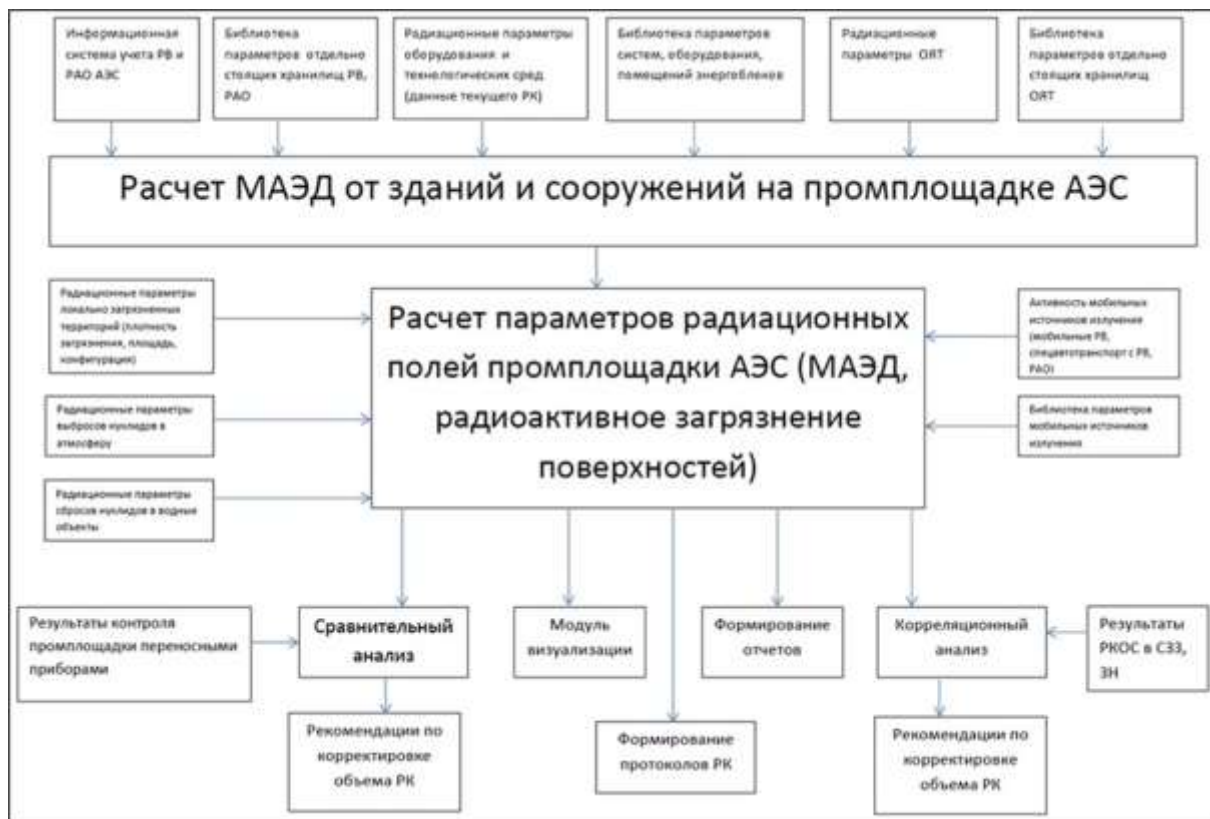 Информационная
система учета РВ и
РАО АЭС
Библиотека
параметров отдельно
стоящих хранилищ РВ,
РАО
Радиационные параметры
оборудования и
технологических сред
(данные текущего РК)
Библиотека параметров
систем, оборудования,
помещений энергоблоков
Радиационные
параметры ОЯТ
Библиотека
параметров отдельно
стоящих хранилищ
ОЯТ
Расчет МАЭД от зданий и сооружений на промплощадке АЭС
Радиационные параметры
локально загрязненных
территорий (плотность
загрязнения, площадь,
конфигурация)
Радиационные параметры
выбросов нуклидов в
атмосферу
Радиационные параметры
сбросов нуклидов в водные
объекты
Расчет параметров радиационных
полей промплощадки АЭС (МАЭД,
радиоактивное загрязнение
поверхностей)
Активность мобильных
источников излучения
(мобильные РВ,
спецавтотранспорт с РВ,
РАО)
Библиотека параметров
мобильных источников
излучения
Результаты контроля
промплощадки переносными
приборами
Сравнительный
анализ
Модуль
визуализации
Формирование
отчетов
Корреляционный
анализ
Результаты
РКОС в СЗЗ,
ЗН
Рекомендации по
корректировке
объема РК
Формирование
протоколов РК
Рекомендации по
корректировке
объема РК